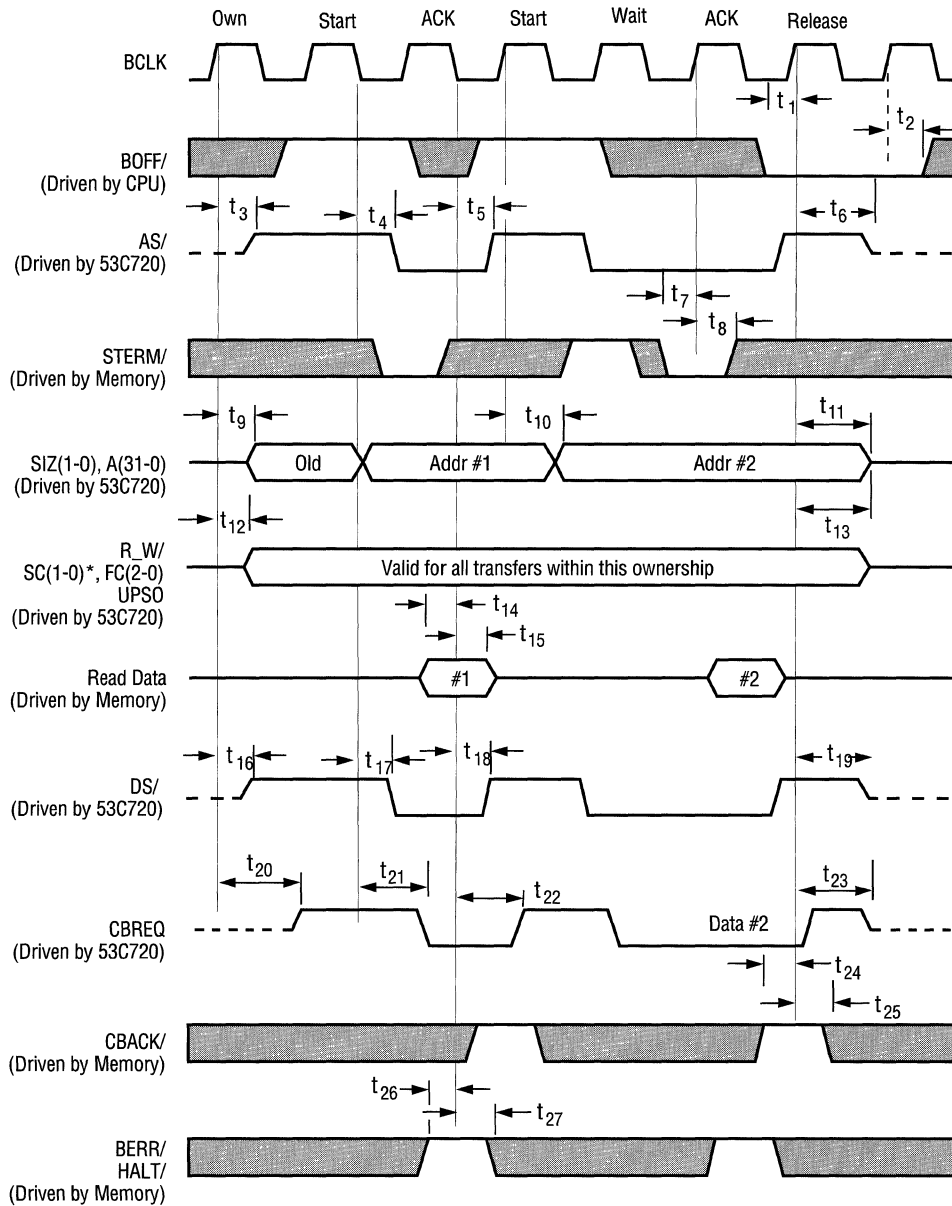 Own Start ACK Start Wait ACK Release
BCLK
t1
t2
BOFF/
(Driven by CPU)
t3 t4 t5 t6
AS/
(Driven by 53C720)
t7
t8
STERM/
(Driven by Memory)
t9 t10 t11
SIZ(1-0), A(31-0)
(Driven by 53C720)
Old Addr #1 Addr #2
t12 t13
R_W/
SC(1-0)*, FC(2-0)
UPSO
(Driven by 53C720)
Valid for all transfers within this ownership
t14
t15
Read Data
(Driven by Memory)
#1 #2
t16 t17 t18 t19
DS/
(Driven by 53C720)
t20 t21 t22 t23
CBREQ
(Driven by 53C720)
Data #2
t24
t25
CBACK/
(Driven by Memory)
t26
t27
BERR/
HALT/
(Driven by Memory)